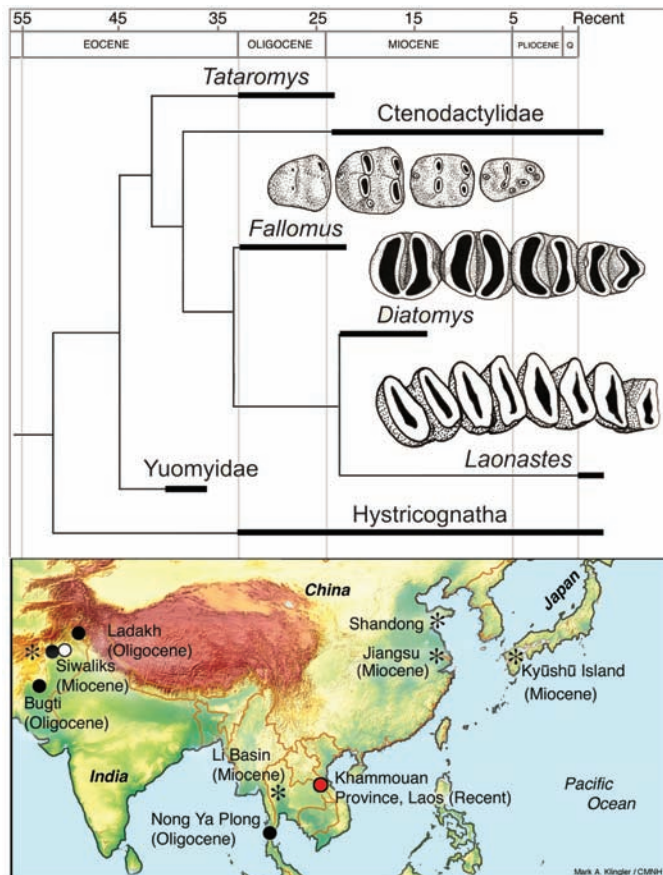 55 45 35 25 15 5 Recent
EOCENE OLIGOCENE MIOCENE PLIOCENE Q
Tataromys
Ctenodactylidae
Fallomus
Diatomys
Laonastes
Yuomyidae
Hystricognatha
China
Japan
Ladakh
(Oligocene)
Shandong
Siwaliks
(Miocene)
Jiangsu
(Miocene)
Kyūshū Island
(Miocene)
Bugti
(Oligocene)
India
Li Basin
(Miocene)
Khammouan
Province, Laos (Recent)
Pacific
Ocean
Nong Ya Plong
(Oligocene)
Mark A. Klingler / CMNH